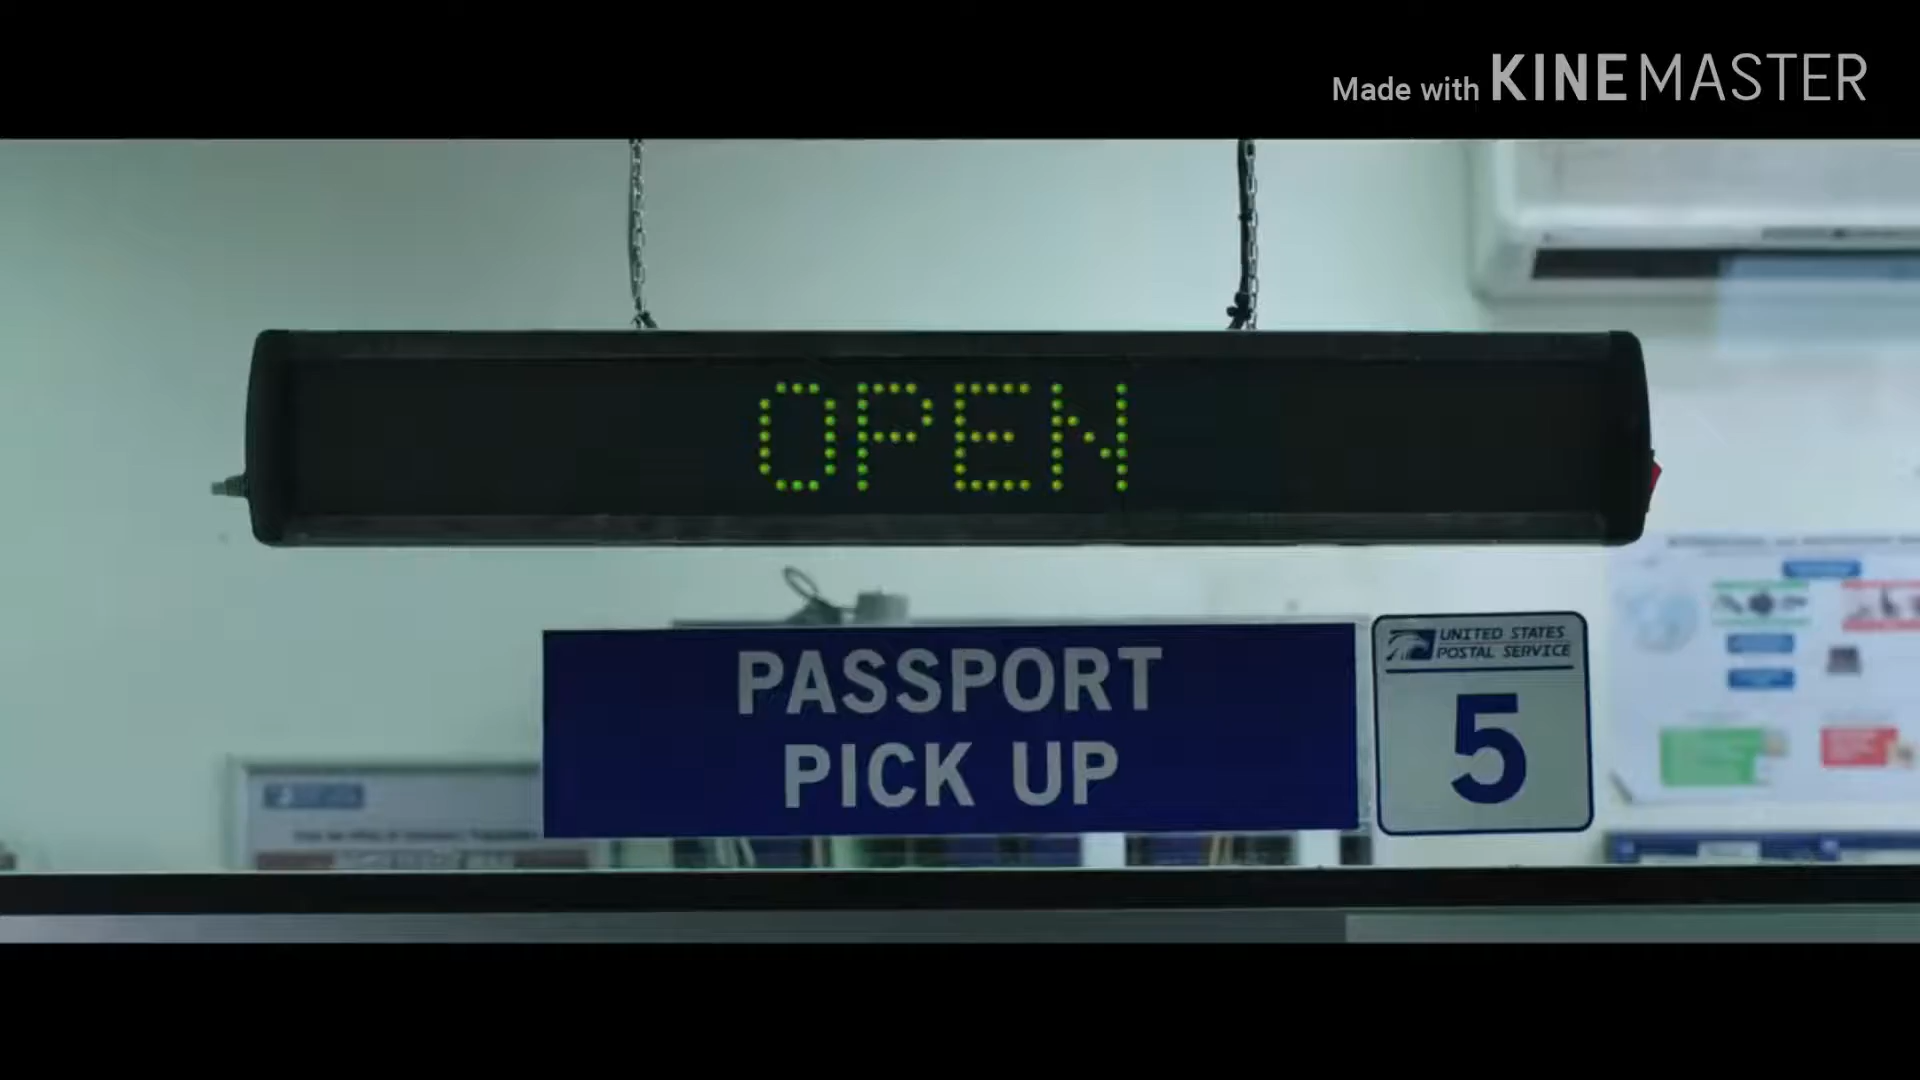 Made with KINEMASTER
OPEN
PASSPORT
PICK UP
UNITED STATES
POSTAL SERVICE
5